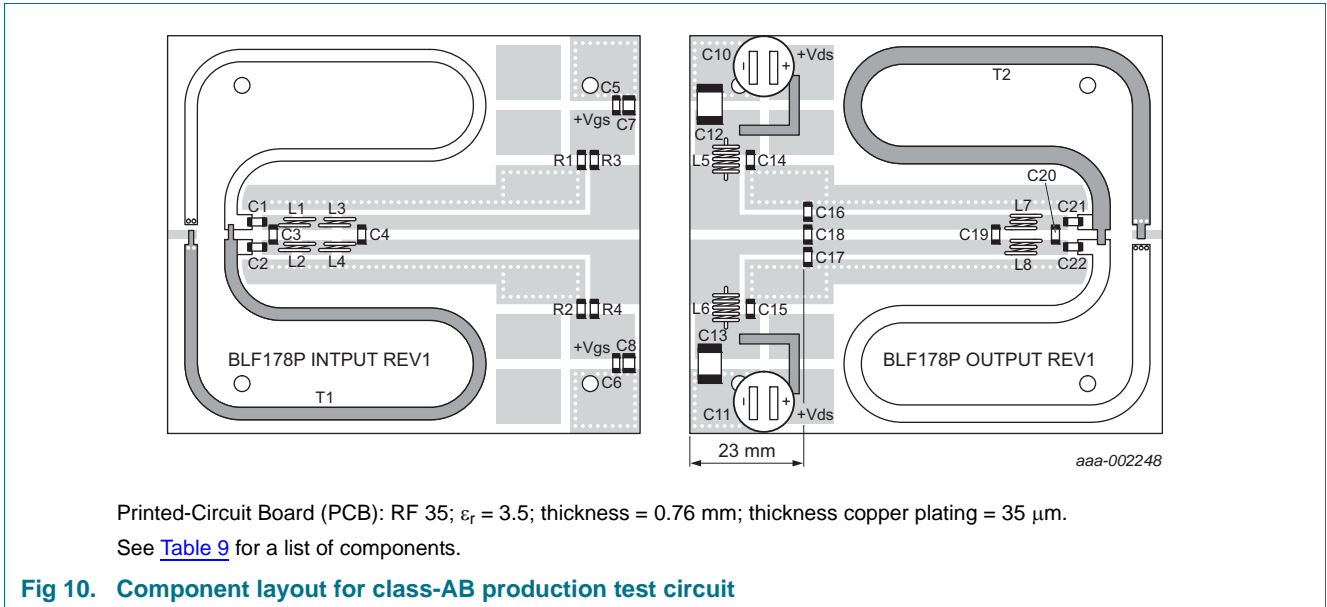 C10
+Vds
T2
C5
C7
+Vgs
C12
R1
R3
L5
C14
C20
C1
L1
L3
C16
L7
C21
C3
C4
C18
C19
C2
L2
L4
C17
L8
C22
R2
R4
L6
C15
BLF178P INTPUT REV1
+Vgs
C8
C13
BLF178P OUTPUT REV1
C6
T1
C11
- +
- +
+Vds
23 mm
aaa-002248
Printed-Circuit Board (PCB): RF 35; εr = 3.5; thickness = 0.76 mm; thickness copper plating = 35 μm.
See Table 9 for a list of components.
Fig 10. Component layout for class-AB production test circuit